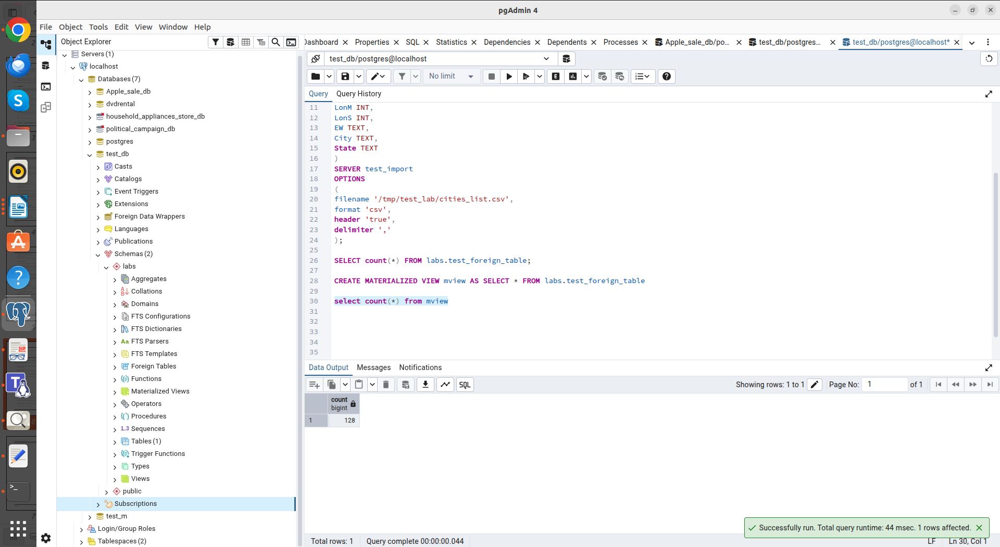 pgAdmin 4
File Object Tools Edit View Window Help
Object Explorer
Dashboard Properties SQL Statistics Dependencies Dependents Processes Apple_sale_db/po... test_db/postgres... test_db/postgres@localhost*
Servers (1)
localhost
Databases (7)
Apple_sale_db
dvdrental
household_appliances_store_db
political_campaign_db
postgres
test_db
Casts
Catalogs
Event Triggers
Extensions
Foreign Data Wrappers
Languages
Publications
Schemas (2)
labs
Aggregates
Collations
Domains
FTS Configurations
FTS Dictionaries
Aa FTS Parsers
FTS Templates
Foreign Tables
Functions
Materialized Views
Operators
Procedures
1.3 Sequences
Tables (1)
Trigger Functions
Types
Views
public
Subscriptions
test_m
Login/Group Roles
Tablespaces (2)
test_db/postgres@localhost
No limit
E
Query Query History
11 LonM INT,
12 LonS INT,
13 EW TEXT,
14 City TEXT,
15 State TEXT
16 )
17 SERVER test_import
18 OPTIONS
19 (
20 filename '/tmp/test_lab/cities_list.csv',
21 format 'csv',
22 header 'true',
23 delimiter ','
24 );
25
26 SELECT count(*) FROM labs.test_foreign_table;
27
28 CREATE MATERIALIZED VIEW mview AS SELECT * FROM labs.test_foreign_table
29
30 select count(*) from mview
31
32
33
34
35
Data Output Messages Notifications
SQL
Showing rows: 1 to 1 Page No: 1 of 1
count
bigint
1 128
Successfully run. Total query runtime: 44 msec. 1 rows affected.
Total rows: 1 Query complete 00:00:00.044 LF Ln 30, Col 1